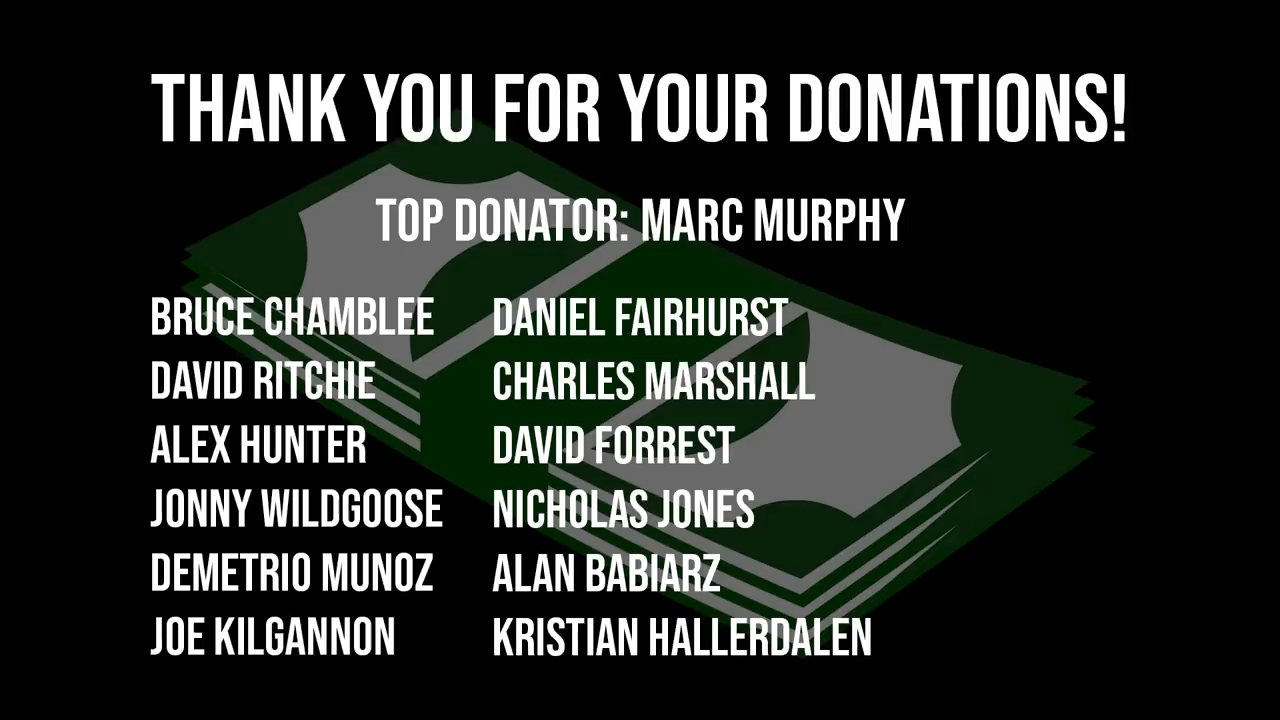 THANK YOU FOR YOUR DONATIONS!
TOP DONATOR: MARC MURPHY
BRUCE CHAMBLEE
DAVID RITCHIE
ALEX HUNTER
JONNY WILDGOOSE
DEMETRIO MUNOZ
JOE KILGANNON
DANIEL FAIRHURST
CHARLES MARSHALL
DAVID FORREST
NICHOLAS JONES
ALAN BABIARZ
KRISTIAN HALLERDALEN